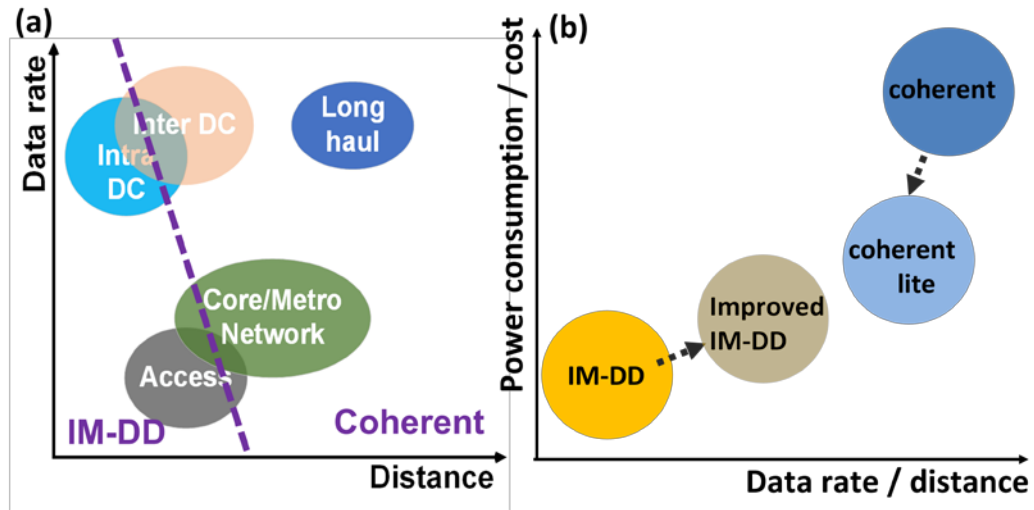 (a)
Data rate
Inter DC
Intra
DC
Long
haul
Core/Metro
Network
Access
IM-DD
Coherent
Distance
(b)
Power consumption / cost
coherent
coherent
lite
Improved
IM-DD
IM-DD
Data rate / distance